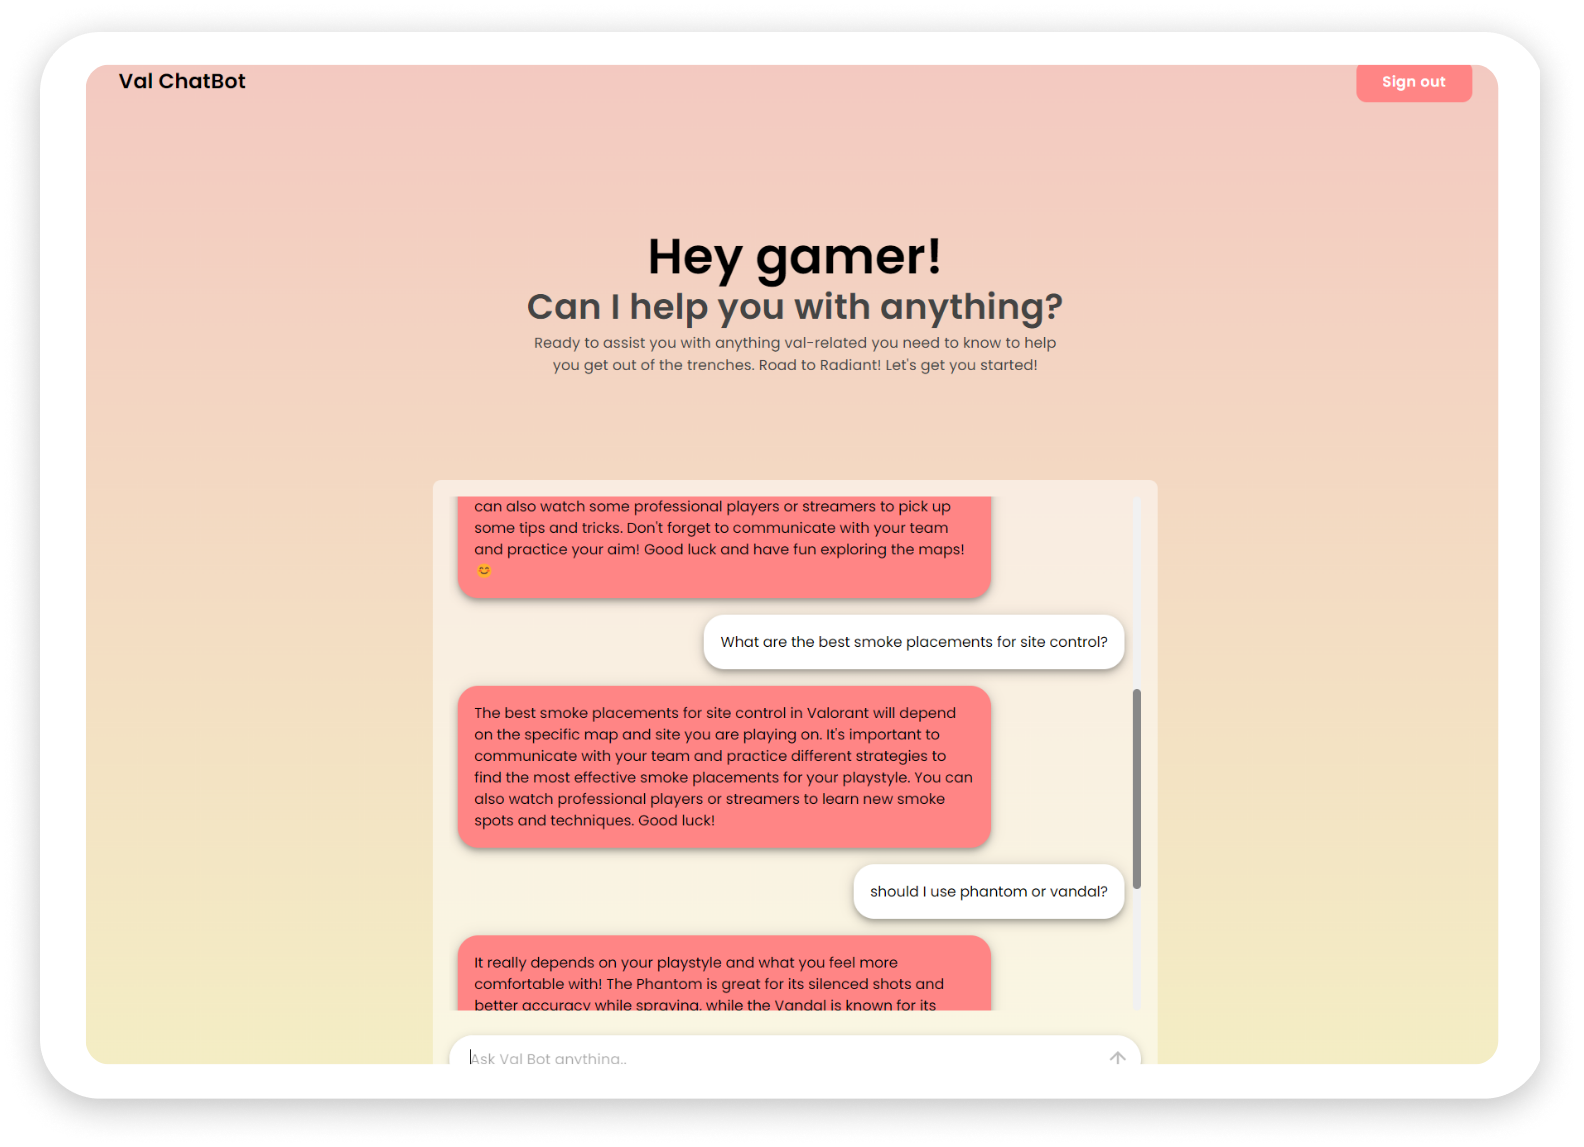 Val ChatBot
Sign out
Hey gamer!
Can I help you with anything?
Ready to assist you with anything val-related you need to know to help
you get out of the trenches. Road to Radiant! Let's get you started!
can also watch some professional players or streamers to pick up
some tips and tricks. Don't forget to communicate with your team
and practice your aim! Good luck and have fun exploring the maps!
😊
What are the best smoke placements for site control?
The best smoke placements for site control in Valorant will depend
on the specific map and site you are playing on. It's important to
communicate with your team and practice different strategies to
find the most effective smoke placements for your playstyle. You can
also watch professional players or streamers to learn new smoke
spots and techniques. Good luck!
should I use phantom or vandal?
It really depends on your playstyle and what you feel more
comfortable with! The Phantom is great for its silenced shots and
better accuracy while spraying, while the Vandal is known for its
Ask Val Bot anything..